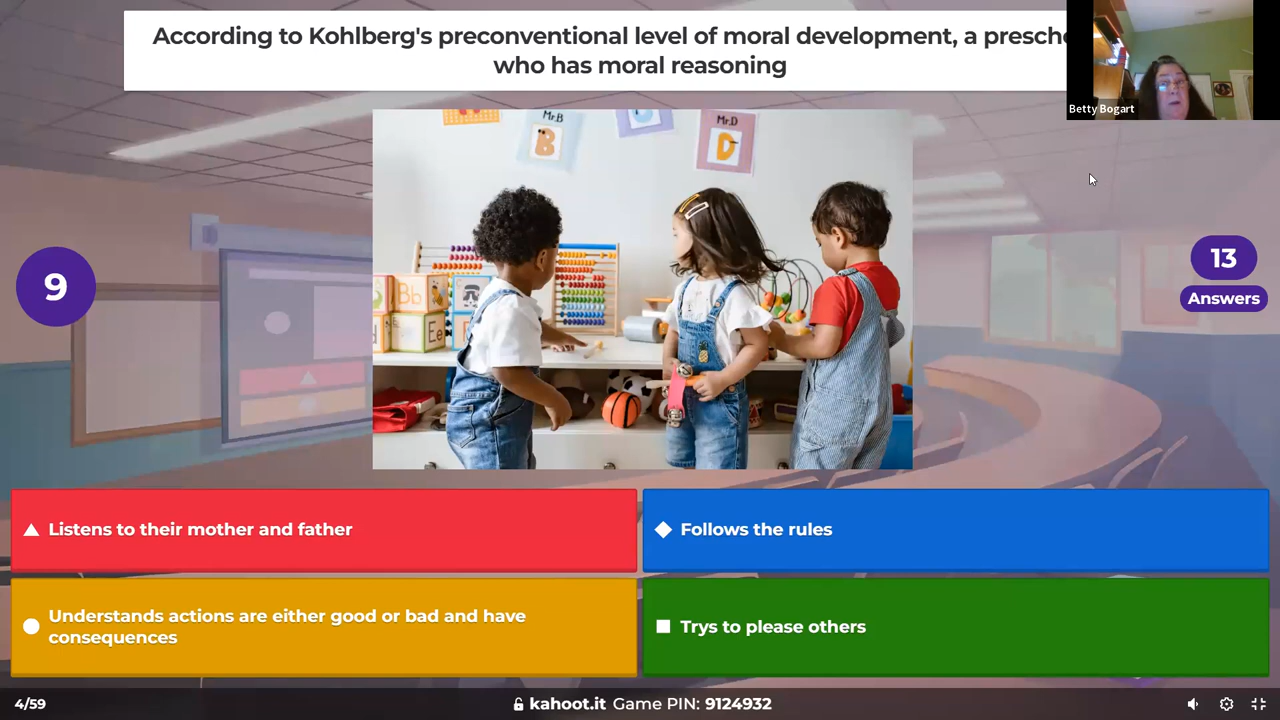 According to Kohlberg's preconventional level of moral development, a
who has moral reasoning
Betty Bogart
Mr.B
B
Mr.D
D
Bb
Ee
9
13
Answers
Listens to their mother and father
Follows the rules
Understands actions are either good or bad and have
consequences
Trys to please others
4/59
kahoot.it Game PIN: 9124932